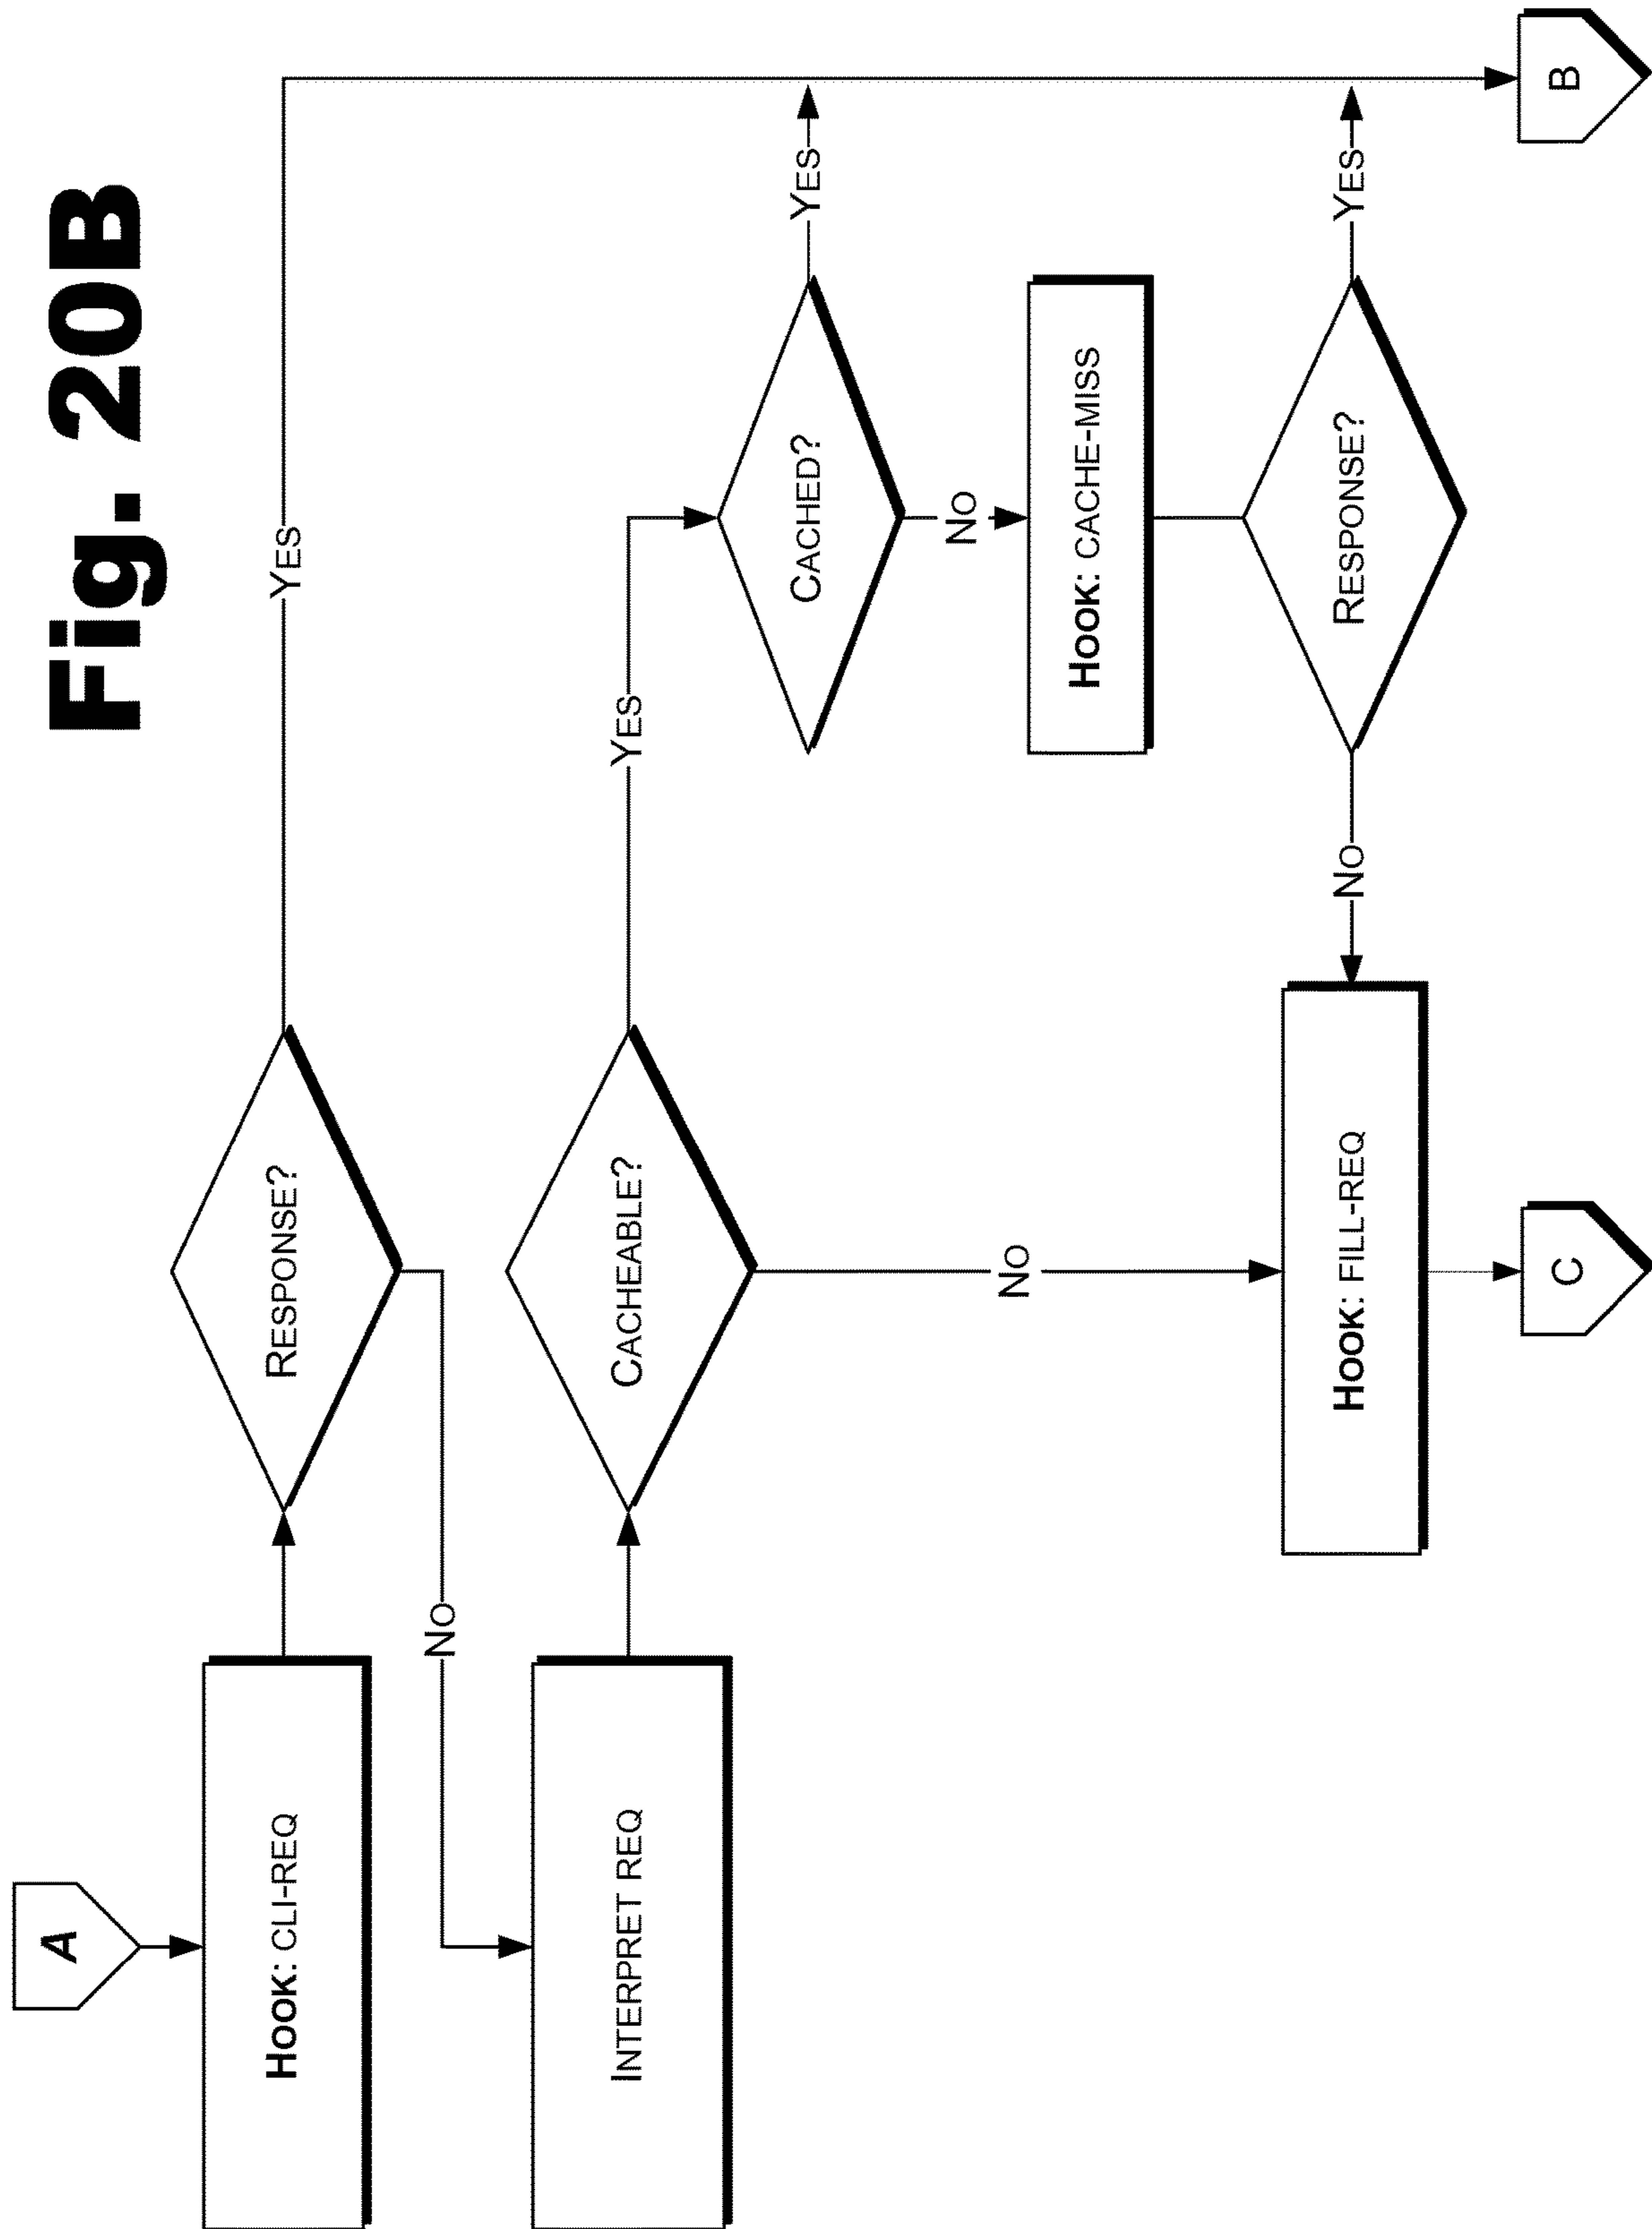 Fig. 20B
A
HOOK: CLI-REQ
RESPONSE?
YES
NO
INTERPRET REQ
CACHEABLE?
YES
CACHED?
YES
NO
HOOK: CACHE-MISS
NO
HOOK: FILL-REQ
NO
RESPONSE?
YES
C
B